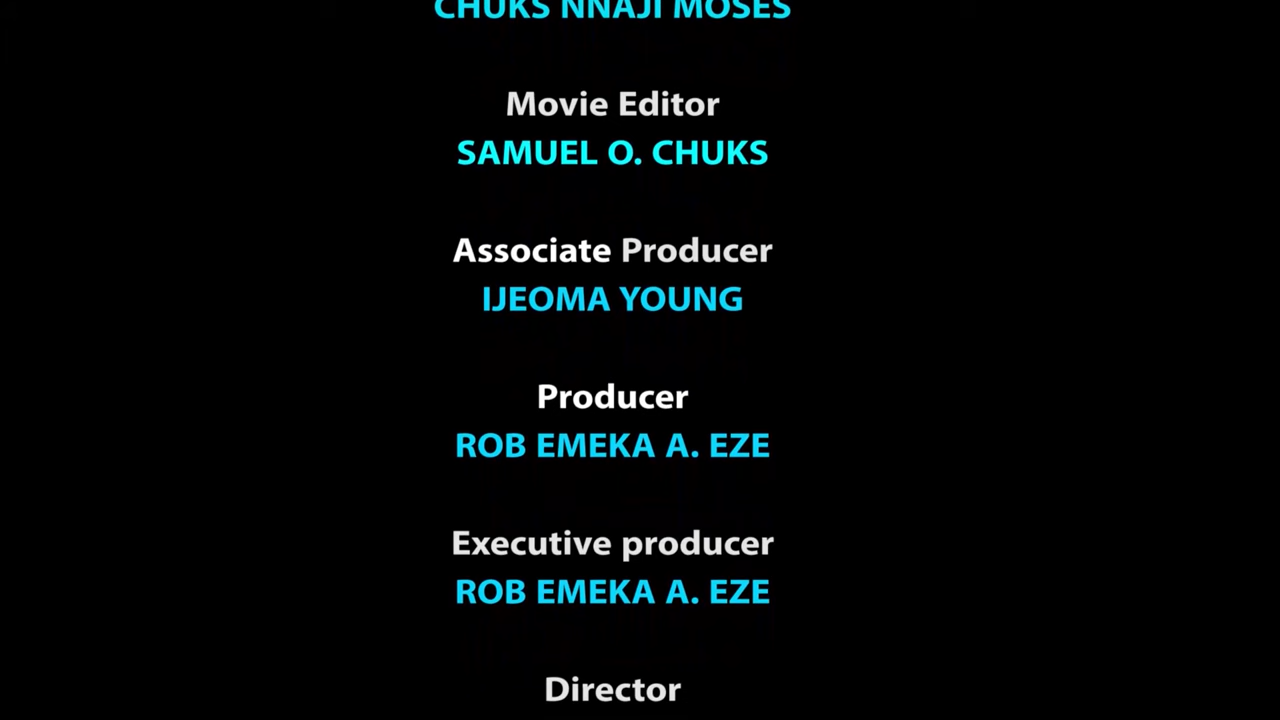 CHUKS NNAJI MOSES
Movie Editor
SAMUEL O. CHUKS
Associate Producer
IJEOMA YOUNG
Producer
ROB EMEKA A. EZE
Executive producer
ROB EMEKA A. EZE
Director